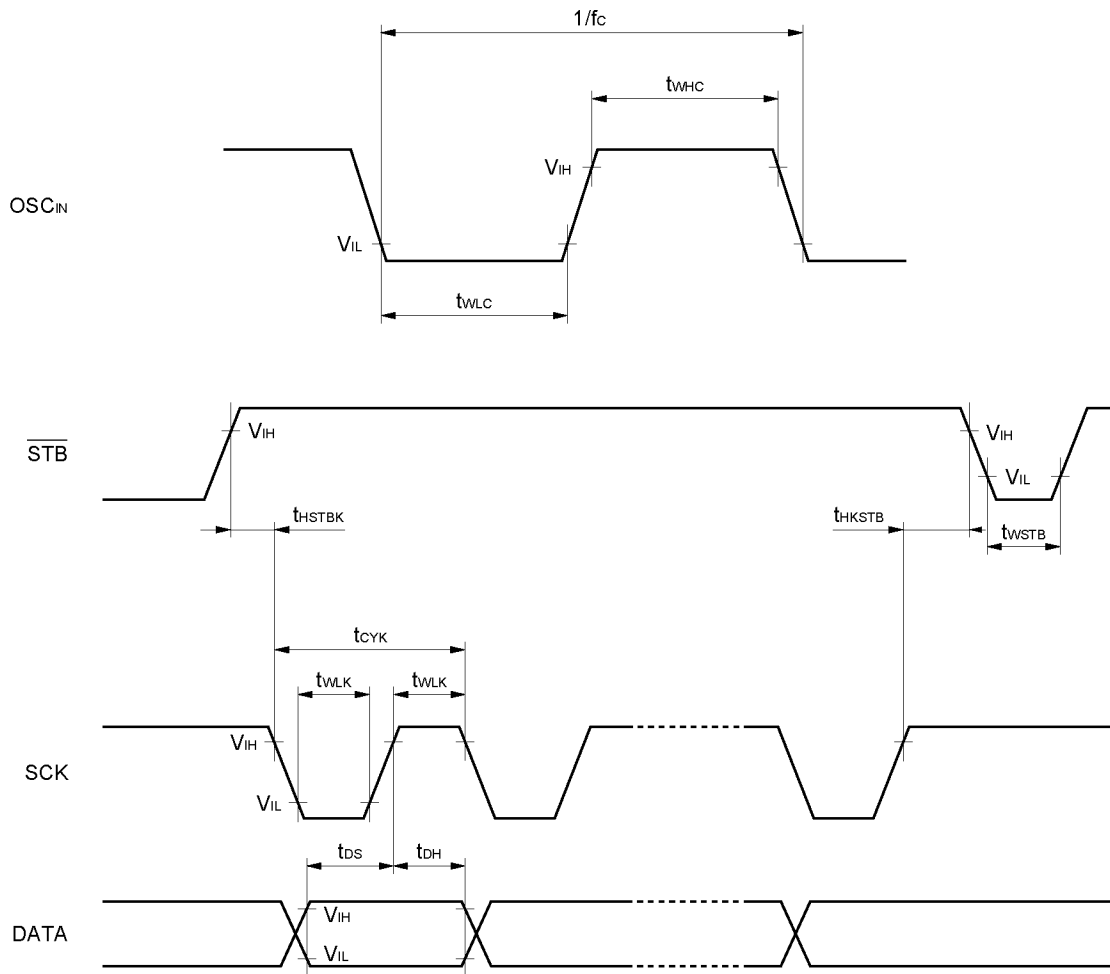 1/fC
tWHC
VIH
OSCIN
VIL
tWLC
VIH
VIH
STB
VIL
tHSTBK
tHKSTB
tWSTB
tCYK
tWLK
tWLK
VIH
SCK
VIL
tDS
tDH
VIH
DATA
VIL